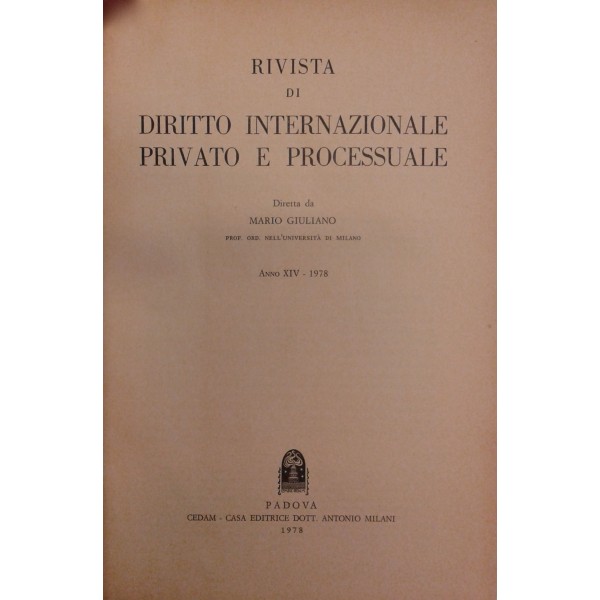 RIVISTA
DI
DIRITTO INTERNAZIONALE
PRIVATO E PROCESSUALE
Diretta da
MARIO GIULIANO
PROF. ORD. NELL'UNIVERSITÀ DI MILANO
ANNO XIV - 1978
PADOVA
CEDAM - CASA EDITRICE DOTT. ANTONIO MILANI
1978